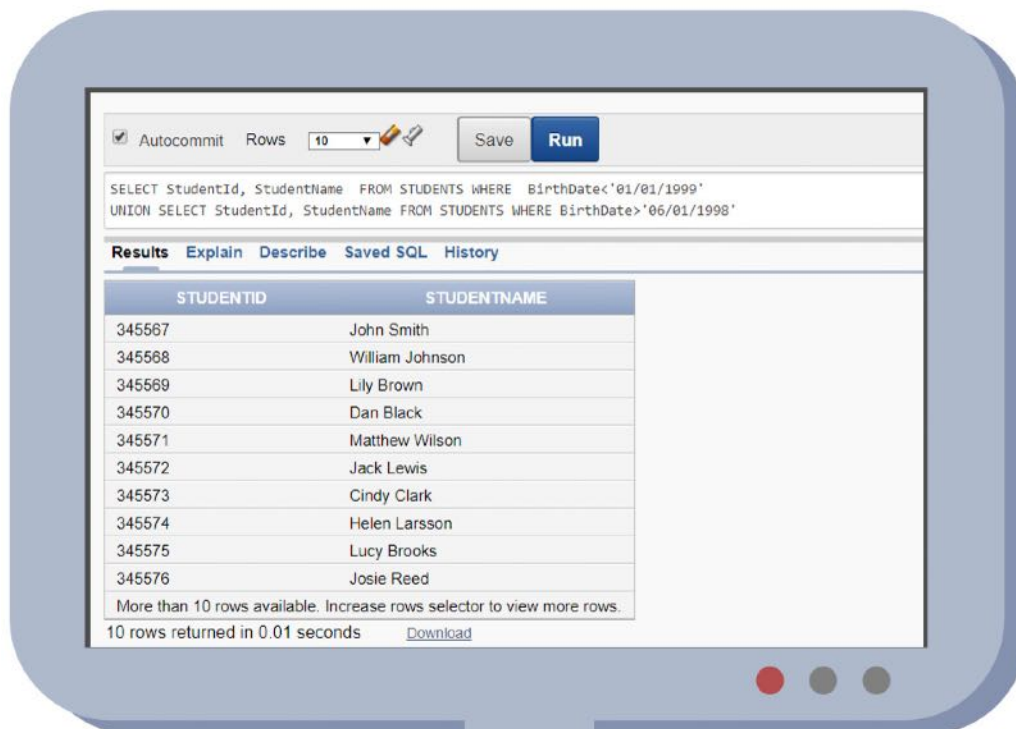 Autocommit Rows 10 Save Run
SELECT StudentId, StudentName FROM STUDENTS WHERE BirthDate<'01/01/1999'
UNION SELECT StudentId, StudentName FROM STUDENTS WHERE BirthDate>'06/01/1998'
Results Explain Describe Saved SQL History
STUDENTID STUDENTNAME
345567 John Smith
345568 William Johnson
345569 Lily Brown
345570 Dan Black
345571 Matthew Wilson
345572 Jack Lewis
345573 Cindy Clark
345574 Helen Larsson
345575 Lucy Brooks
345576 Josie Reed
More than 10 rows available. Increase rows selector to view more rows.
10 rows returned in 0.01 seconds Download